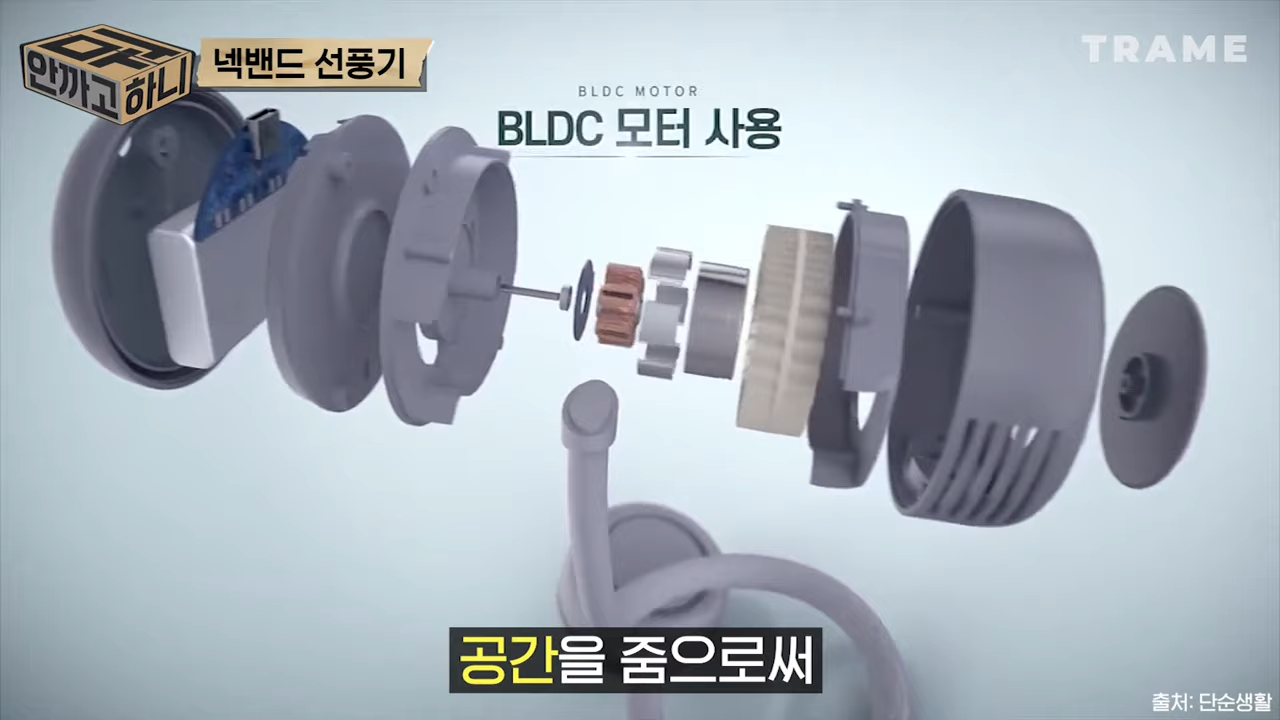 뭐
안까고 하니
넥밴드 선풍기
TRAME
BLDC MOTOR
BLDC 모터 사용
공간을 줌으로써
출처: 단순생활